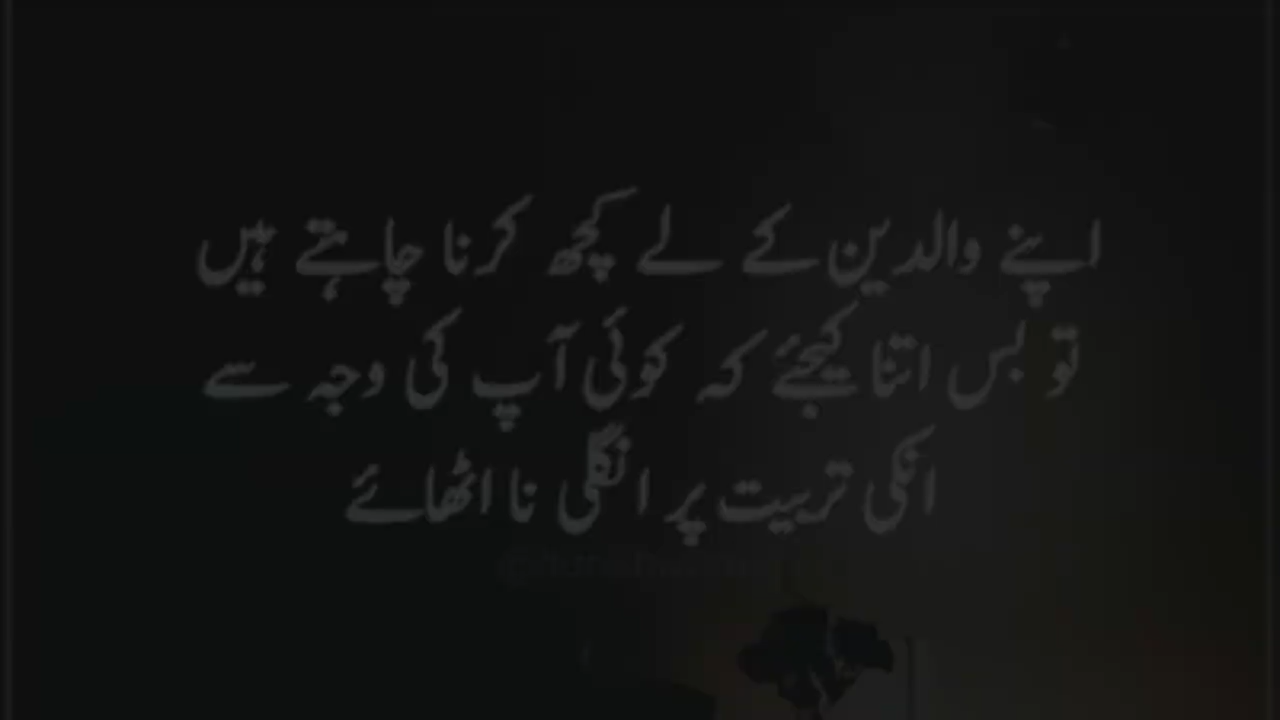 اپنے والدین کے لے کچھ کرنا چاہتے ہیں
تو بس اتنا کیجئے کہ کوئی آپ کی وجہ سے
انکی تربیت پر انگلی نا اٹھائے